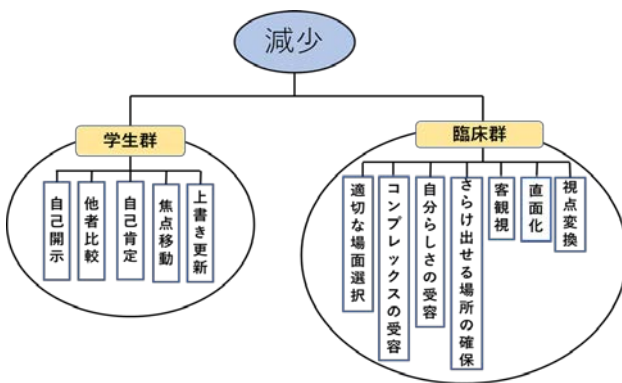 減少
学生群
臨床群
自己開示
他者比較
自己肯定
焦点移動
上書き更新
適切な場面選択
コンプレックスの受容
自分らしさの受容
さらけ出せる場所の確保
客観視
直面化
視点変換